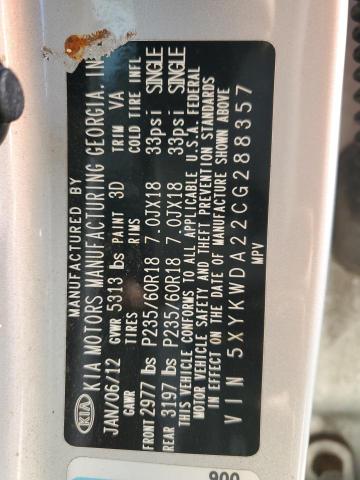 MANUFACTURED BY
KIA KIA MOTORS MANUFACTURING GEORGIA, IN
JAN/06/12 GVWR 5313 lbs PAINT 3D TRIM VA
GAWR TIRES RIMS COLD TIRE INFL
FRONT 2977 lbs P235/60R18 7.0JX18 33psi SINGLE
REAR 3197 lbs P235/60R18 7.0JX18 33psi SINGLE
THIS VEHICLE CONFORMS TO ALL APPLICABLE U.S.A. FEDERAL
MOTOR VEHICLE SAFETY AND THEFT PREVENTION STANDARDS
IN EFFECT ON THE DATE OF MANUFACTURE SHOWN ABOVE
VIN 5XYKWDA22CG288357
MPV
900